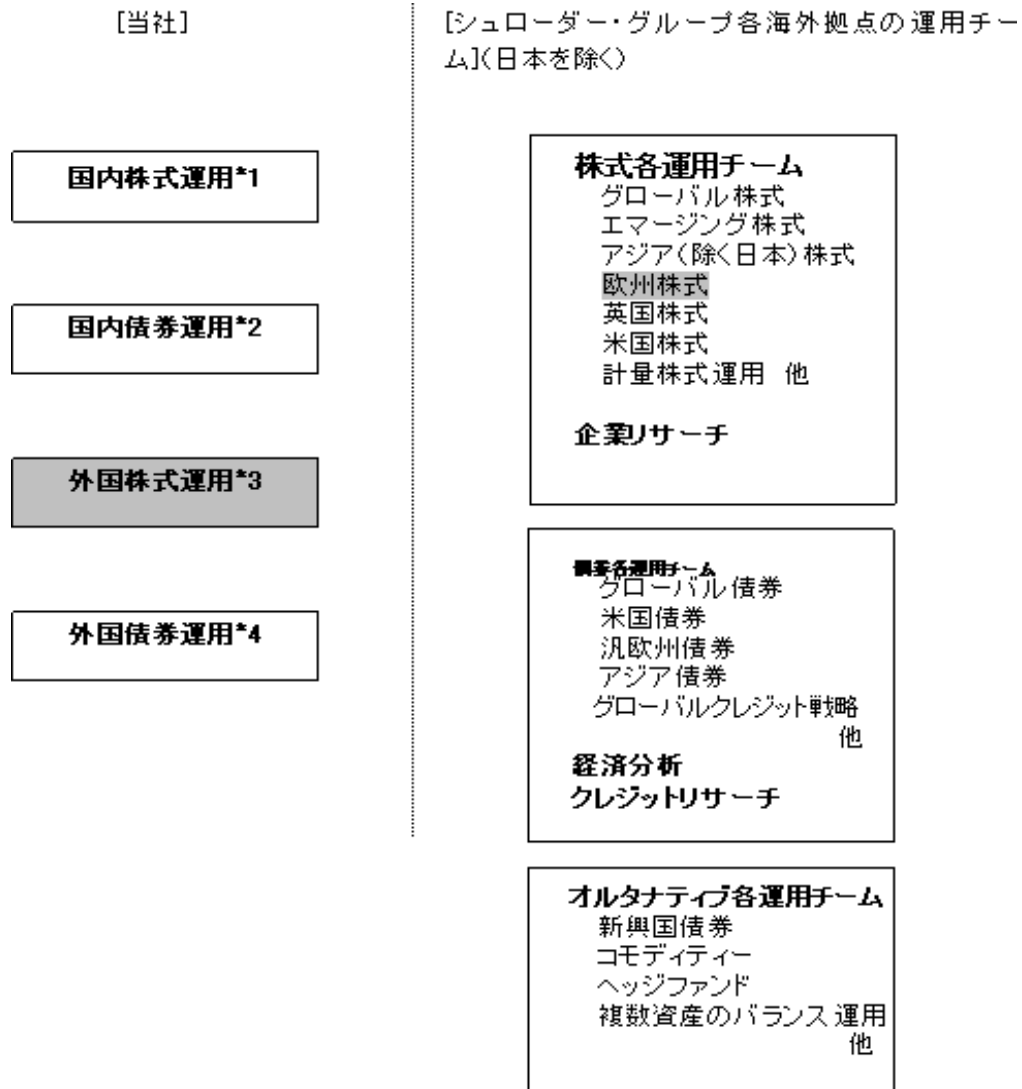 [当社]
国内株式運用*1
国内債券運用*2
外国株式運用*3
外国債券運用*4
[シュローダー・グループ各海外拠点の運用チー
ム](日本を除く)
株式各運用チーム
グローバル株式
エマージング株式
アジア(除く日本)株式
欧州株式
英国株式
米国株式
計量株式運用 他
企業リサーチ
債券各運用チーム
グローバル債券
米国債券
汎欧州債券
アジア債券
グローバルクレジット戦略
他
経済分析
クレジットリサーチ
オルタナティブ各運用チーム
新興国債券
コモディティー
ヘッジファンド
複数資産のバランス運用
他